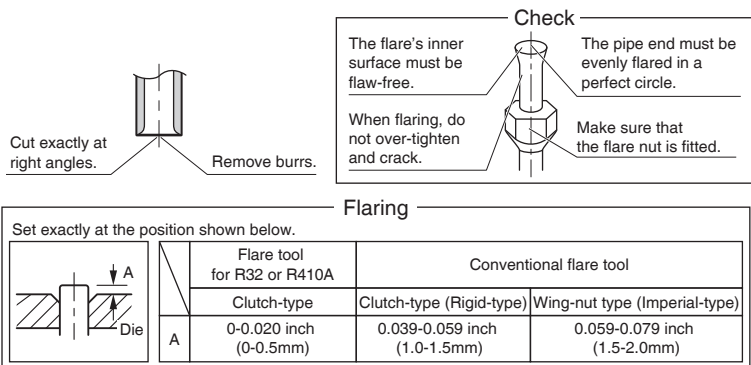 Cut exactly at
right angles.
Remove burrs.
Check
The flare's inner
surface must be
flaw-free.
The pipe end must be
evenly flared in a
perfect circle.
When flaring, do
not over-tighten
and crack.
Make sure that
the flare nut is fitted.
Flaring
Set exactly at the position shown below.
A
Die
Flare tool
for R32 or R410A
Conventional flare tool
Clutch-type
Clutch-type (Rigid-type)
Wing-nut type (Imperial-type)
A
0-0.020 inch
(0-0.5mm)
0.039-0.059 inch
(1.0-1.5mm)
0.059-0.079 inch
(1.5-2.0mm)